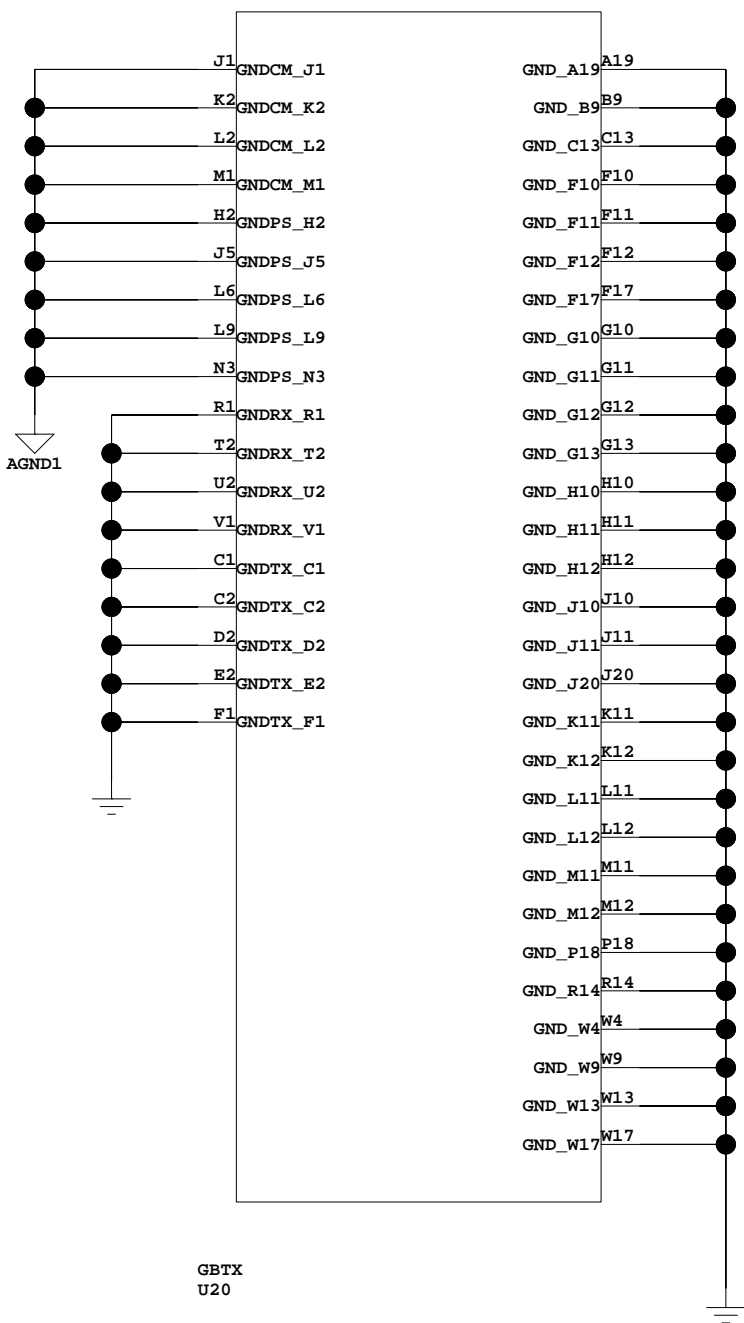 J1 GNDCM_J1 GND_A19 A19
K2 GNDCM_K2 GND_B9 B9
L2 GNDCM_L2 GND_C13 C13
M1 GNDCM_M1 GND_F10 F10
H2 GNDPS_H2 GND_F11 F11
J5 GNDPS_J5 GND_F12 F12
L6 GNDPS_L6 GND_F17 F17
L9 GNDPS_L9 GND_G10 G10
N3 GNDPS_N3 GND_G11 G11
R1 GNDRX_R1 GND_G12 G12
AGND1 T2 GNDRX_T2 GND_G13 G13
U2 GNDRX_U2 GND_H10 H10
V1 GNDRX_V1 GND_H11 H11
C1 GNDTX_C1 GND_H12 H12
C2 GNDTX_C2 GND_J10 J10
D2 GNDTX_D2 GND_J11 J11
E2 GNDTX_E2 GND_J20 J20
F1 GNDTX_F1 GND_K11 K11
GND_K12 K12
GND_L11 L11
GND_L12 L12
GND_M11 M11
GND_M12 M12
GND_P18 P18
GND_R14 R14
GND_W4 W4
GND_W9 W9
GND_W13 W13
GND_W17 W17
GBTX
U20